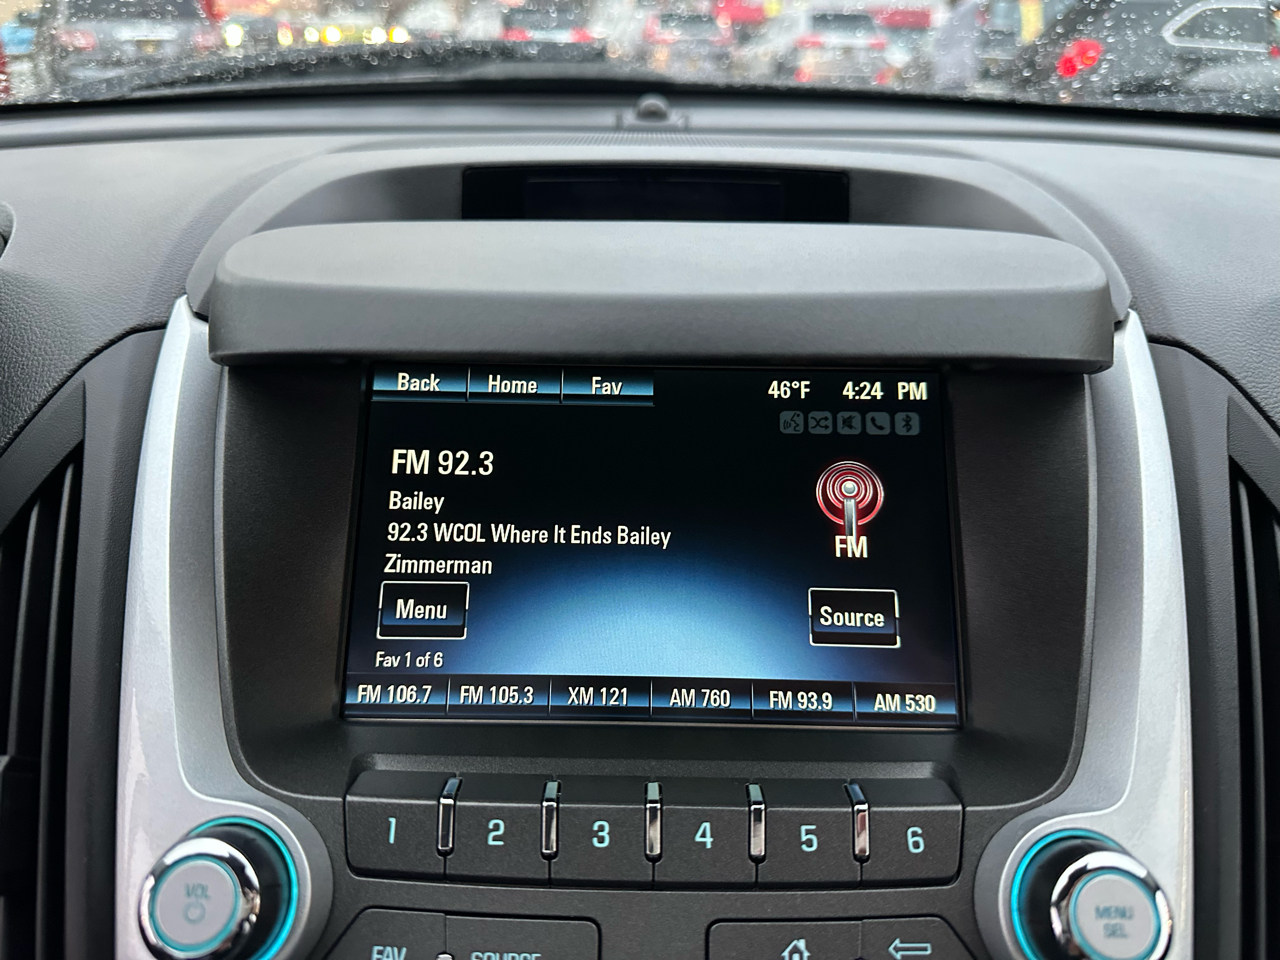 Back Home Fav 46°F 4:24 PM
FM 92.3
Bailey
92.3 WCOL Where It Ends Bailey
Zimmerman
FM
Menu
Source
Fav 1 of 6
FM 106.7 FM 105.3 XM 121 AM 760 FM 93.9 AM 530
1 2 3 4 5 6
VOL
MENU
SEL
FAV SOURCE